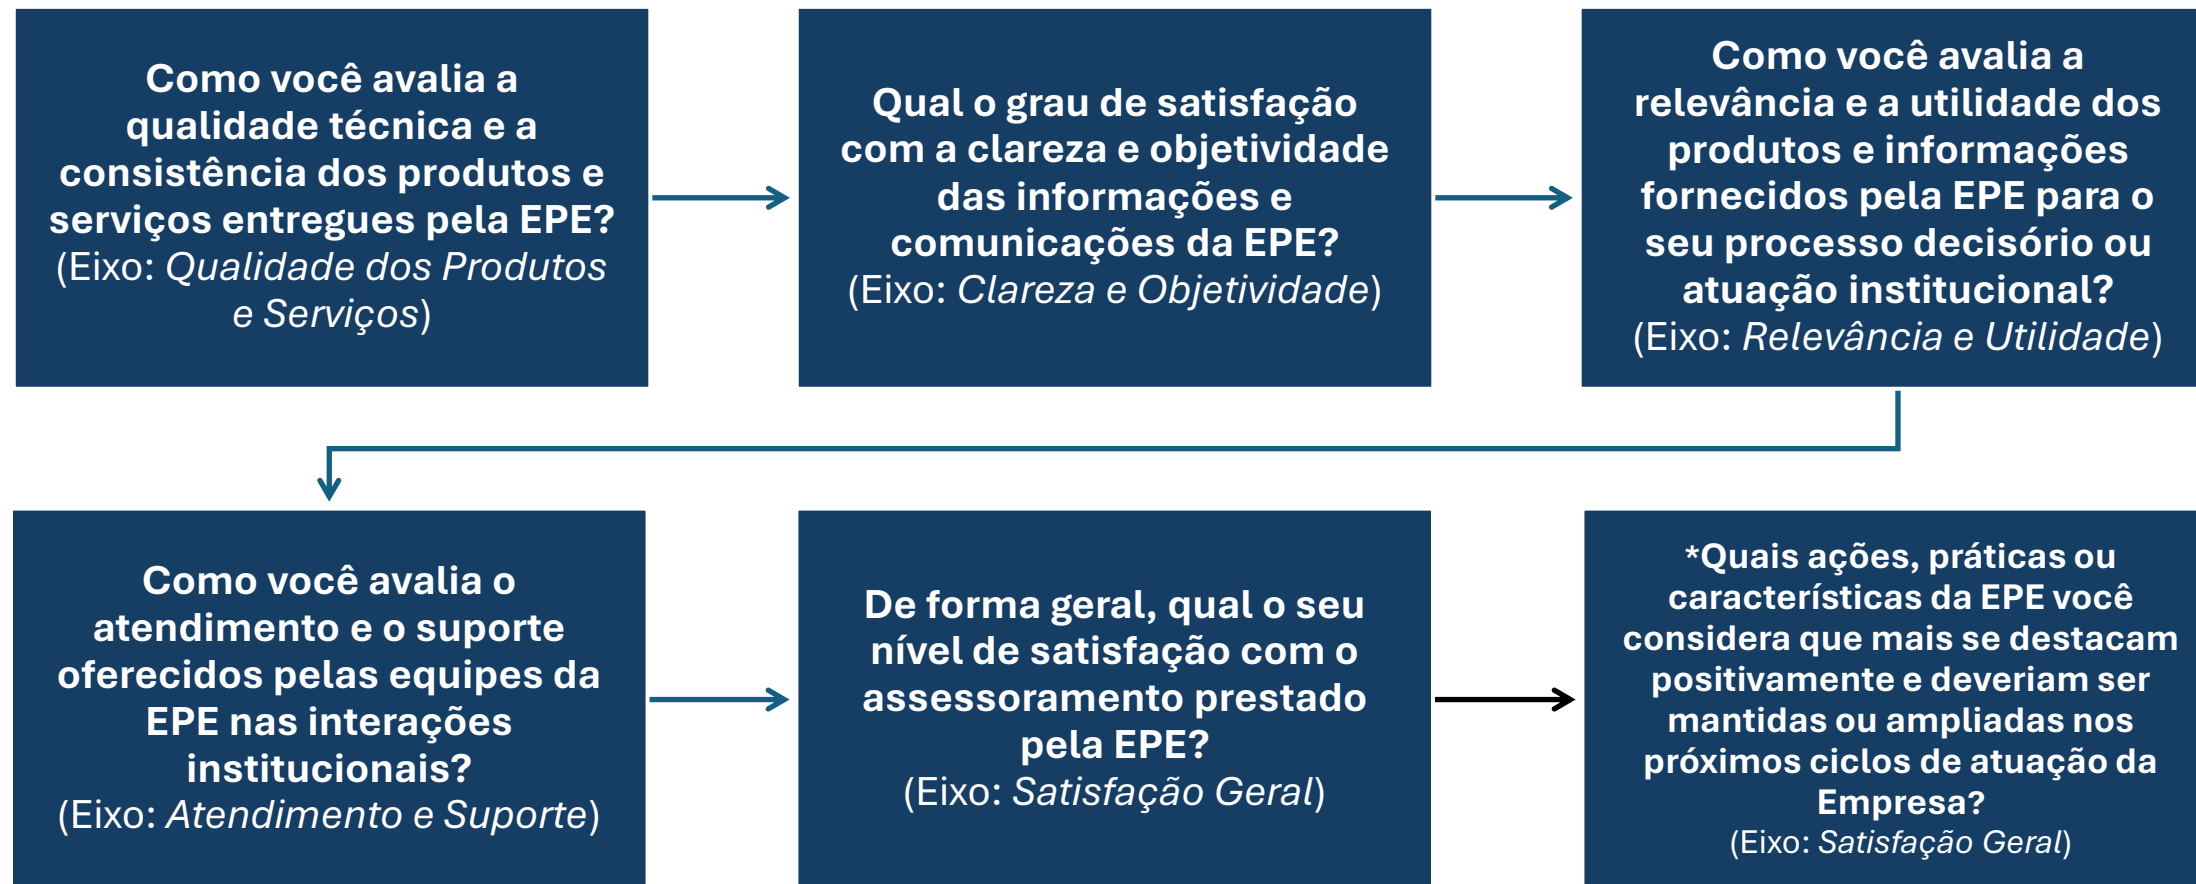 Como você avalia a
qualidade técnica e a
consistência dos produtos e
serviços entregues pela EPE?
(Eixo: Qualidade dos Produtos
e Serviços)
Qual o grau de satisfação
com a clareza e objetividade
das informações e
comunicações da EPE?
(Eixo: Clareza e Objetividade)
Como você avalia a
relevância e a utilidade dos
produtos e informações
fornecidos pela EPE para o
seu processo decisório ou
atuação institucional?
(Eixo: Relevância e Utilidade)
Como você avalia o
atendimento e o suporte
oferecidos pelas equipes da
EPE nas interações
institucionais?
(Eixo: Atendimento e Suporte)
De forma geral, qual o seu
nível de satisfação com o
assessoramento prestado
pela EPE?
(Eixo: Satisfação Geral)
*Quais ações, práticas ou
características da EPE você
considera que mais se destacam
positivamente e deveriam ser
mantidas ou ampliadas nos
próximos ciclos de atuação da
Empresa?
(Eixo: Satisfação Geral)